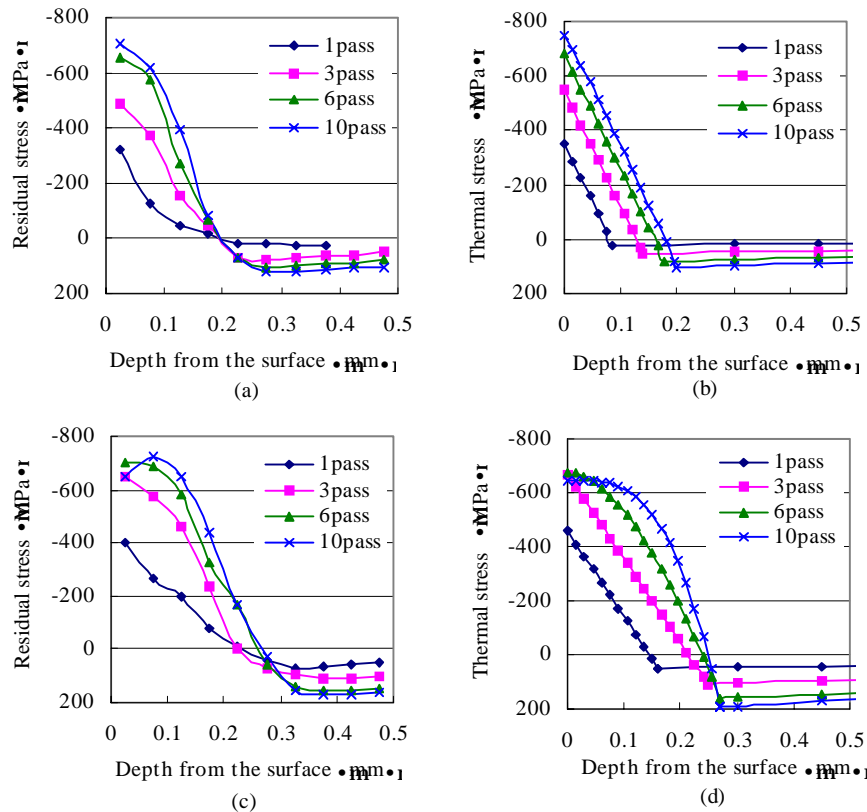 -800
-600
-400
-200
0
200
0 0.1 0.2 0.3 0.4 0.5
Residual stress
Depth from the surface
1pass
3pass
6pass
10pass
(a)
-800
-600
-400
-200
0
200
0 0.1 0.2 0.3 0.4 0.5
Thermal stress
Depth from the surface
1pass
3pass
6pass
10pass
(b)
-800
-600
-400
-200
0
200
0 0.1 0.2 0.3 0.4 0.5
Residual stress
Depth from the surface
1pass
3pass
6pass
10pass
(c)
-800
-600
-400
-200
0
200
0 0.1 0.2 0.3 0.4 0.5
Thermal stress
Depth from the surface
1pass
3pass
6pass
10pass
(d)